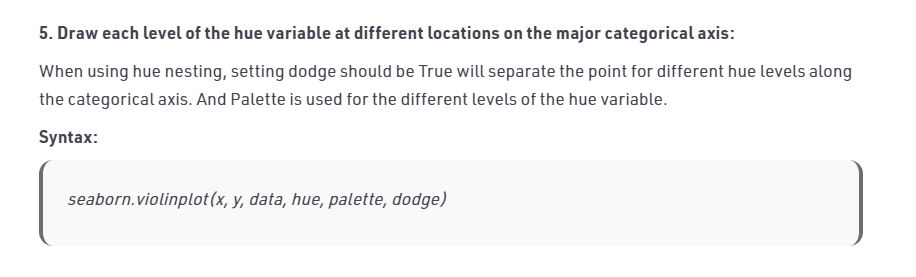 5. Draw each level of the hue variable at different locations on the major categorical axis:
When using hue nesting, setting dodge should be True will separate the point for different hue levels along
the categorical axis. And Palette is used for the different levels of the hue variable.
Syntax:
seaborn.violinplot(x, y, data, hue, palette, dodge)